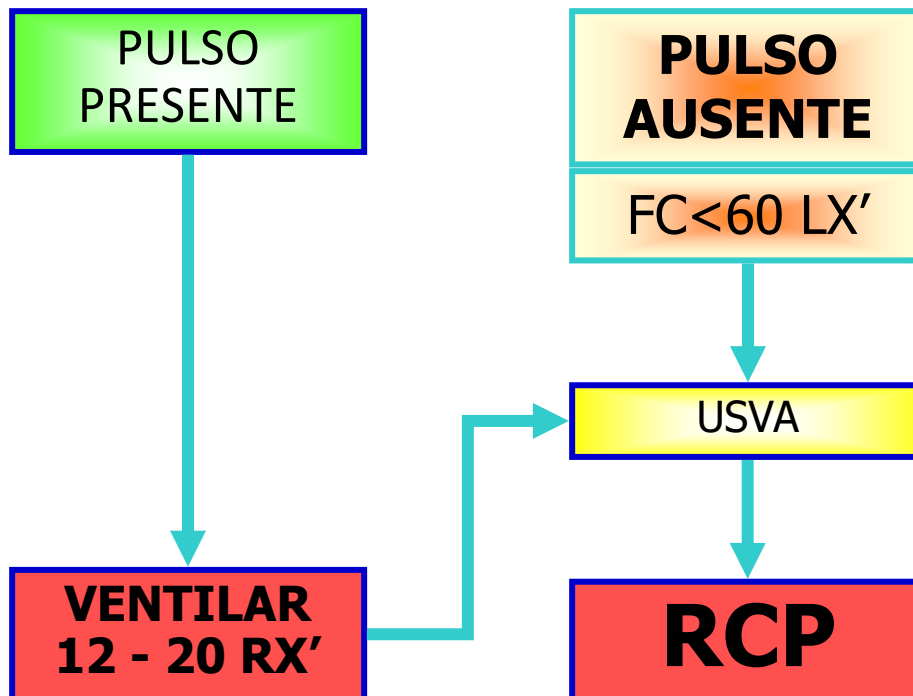 PULSO
PRESENTE
PULSO
AUSENTE
FC<60 LX’
USVA
VENTILAR
12 - 20 RX’
RCP